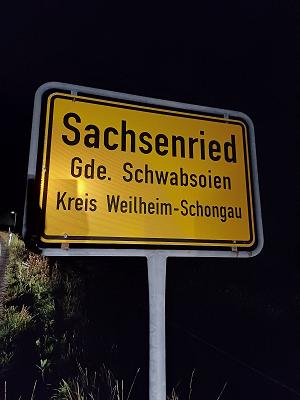 Sachsenried
Gde. Schwabsoien
Kreis Weilheim-Schongau